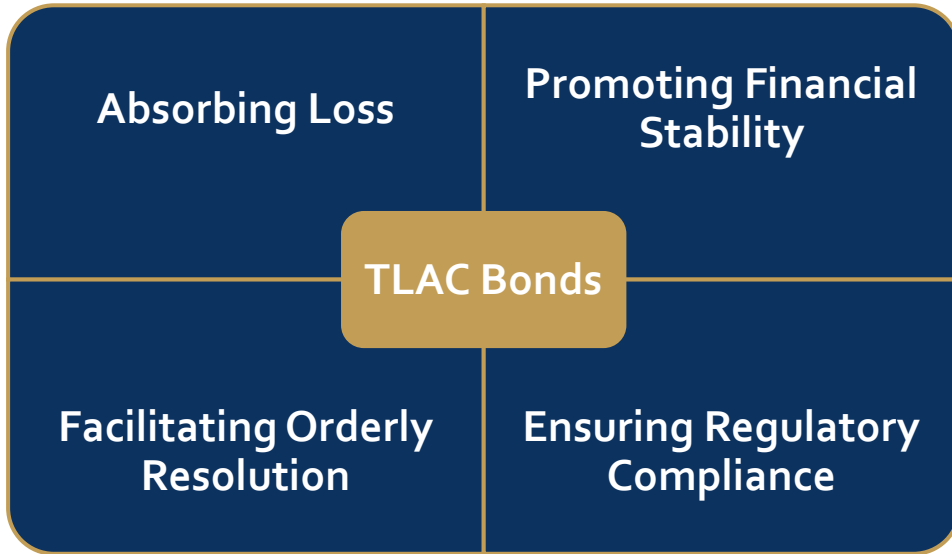 Absorbing Loss
Promoting Financial
Stability
TLAC Bonds
Facilitating Orderly
Resolution
Ensuring Regulatory
Compliance